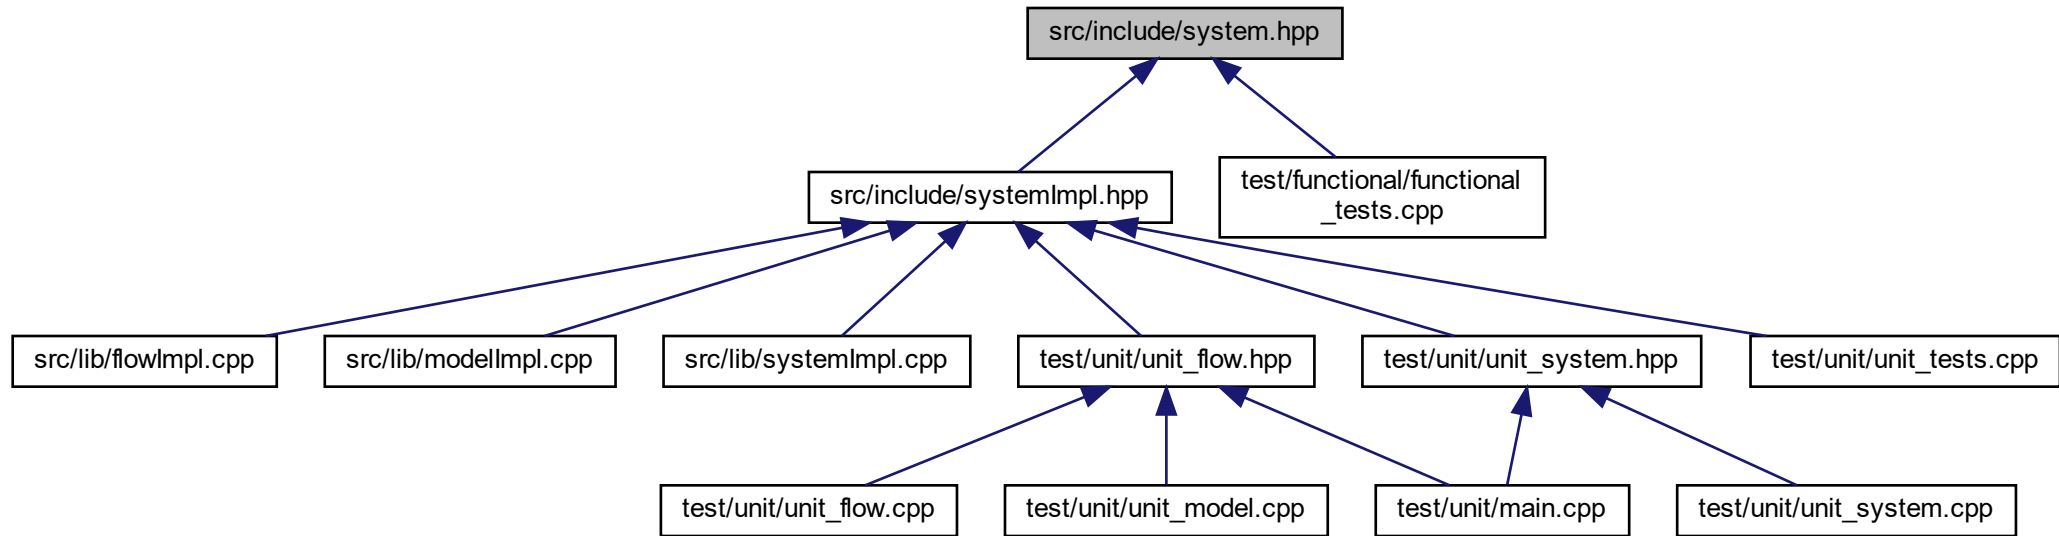 src/include/system.hpp
src/include/systemImpl.hpp
test/functional/functional
_tests.cpp
src/lib/flowImpl.cpp
src/lib/modelImpl.cpp
src/lib/systemImpl.cpp
test/unit/unit_flow.hpp
test/unit/unit_system.hpp
test/unit/unit_tests.cpp
test/unit/unit_flow.cpp
test/unit/unit_model.cpp
test/unit/main.cpp
test/unit/unit_system.cpp